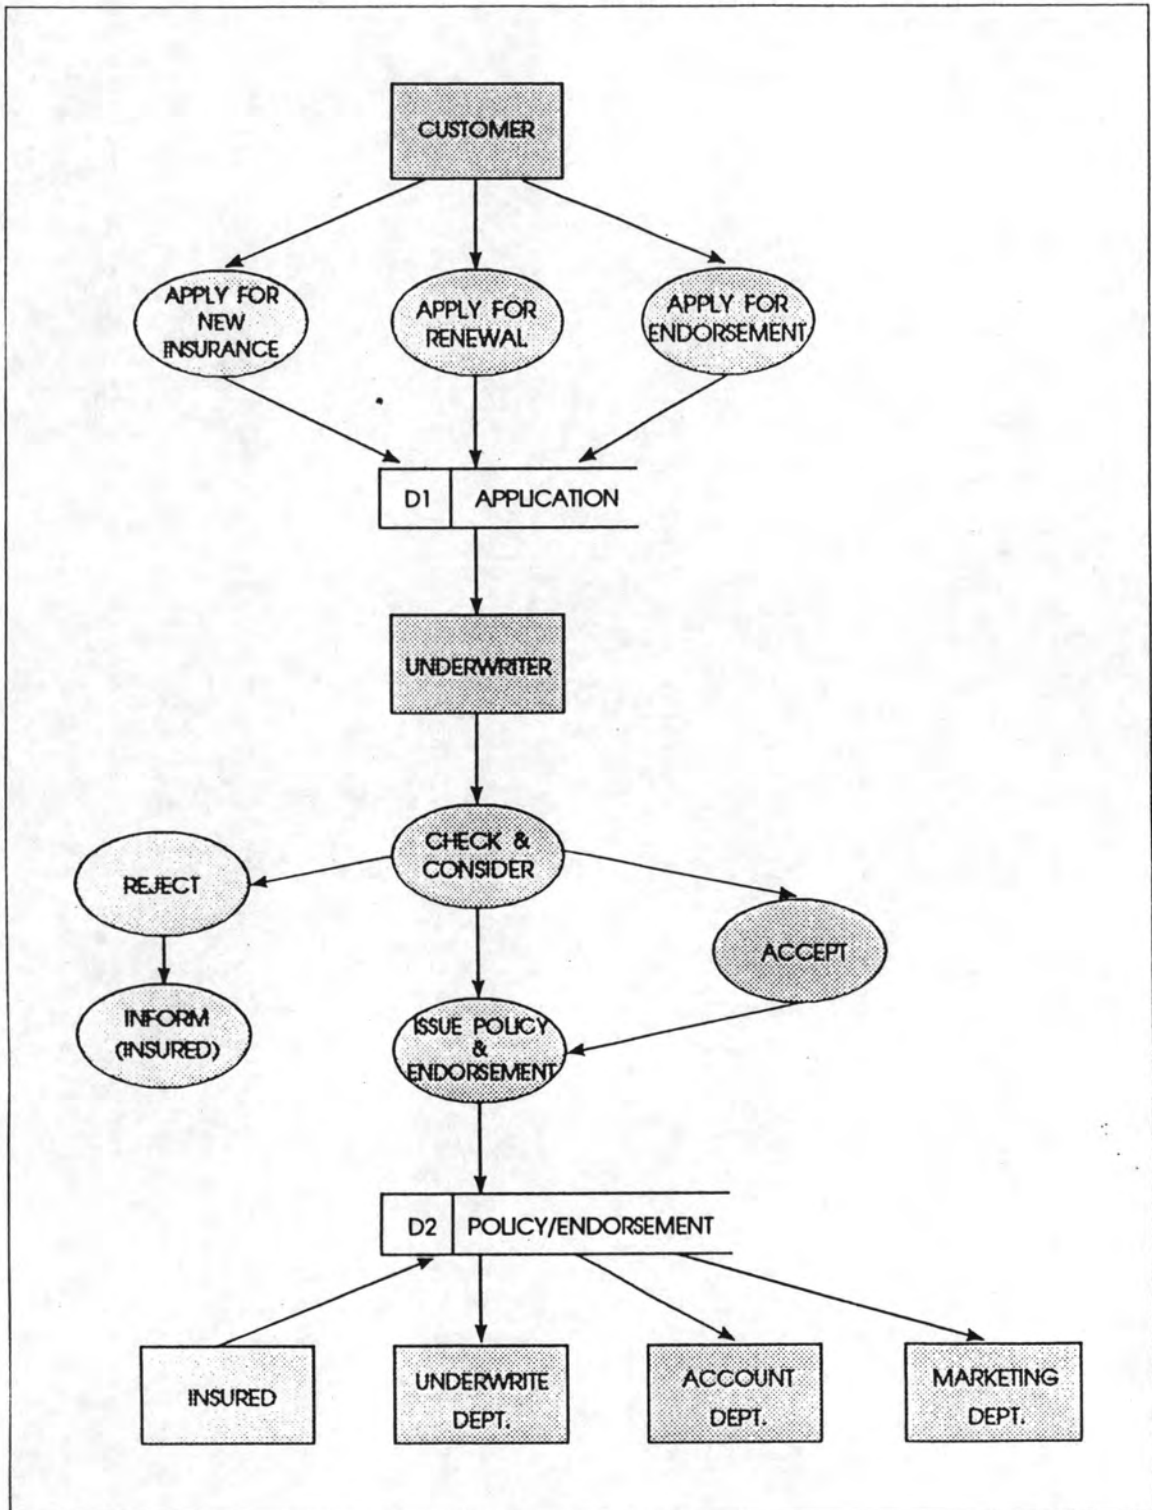 CUSTOMER
APPLY FOR
NEW
INSURANCE
APPLY FOR
RENEWAL
APPLY FOR
ENDORSEMENT
D1 APPLICATION
UNDERWRITER
CHECK &
CONSIDER
REJECT
ACCEPT
INFORM
(INSURED)
ISSUE POLICY
&
ENDORSEMENT
D2 POLICY/ENDORSEMENT
INSURED
UNDERWRITE
DEPT.
ACCOUNT
DEPT.
MARKETING
DEPT.